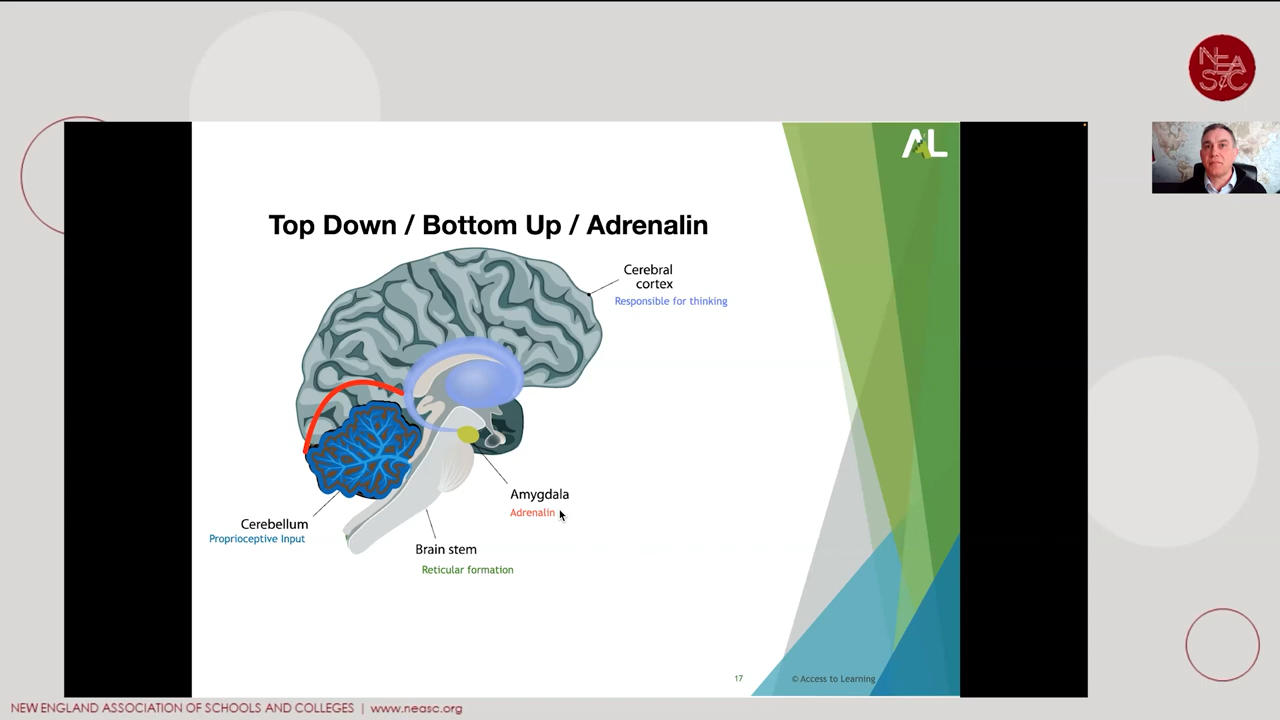 NEA
S&C
AL
Top Down / Bottom Up / Adrenalin
Cerebral
cortex
Responsible for thinking
Amygdala
Adrenalin
Cerebellum
Proprioceptive Input
Brain stem
Reticular formation
17
© Access to Learning
NEW ENGLAND ASSOCIATION OF SCHOOLS AND COLLEGES | www.neasc.org